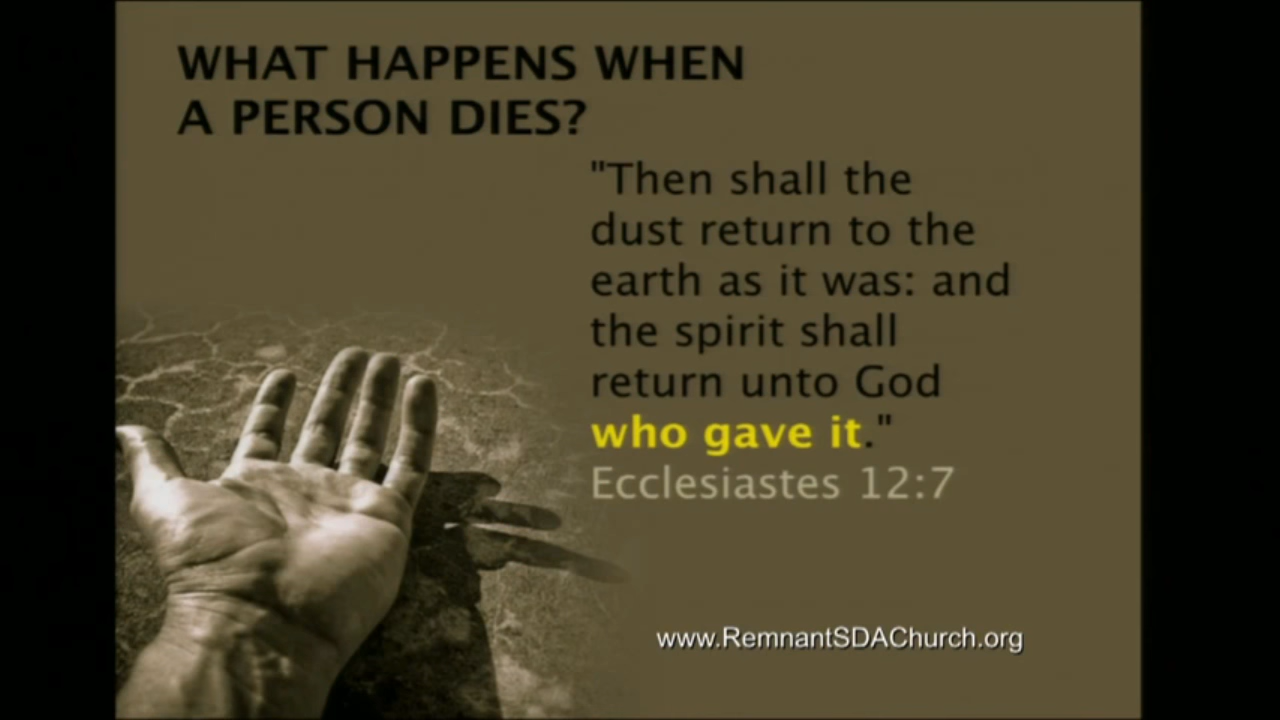 WHAT HAPPENS WHEN
A PERSON DIES?
"Then shall the
dust return to the
earth as it was: and
the spirit shall
return unto God
who gave it."
Ecclesiastes 12:7
www.RemnantSDAChurch.org